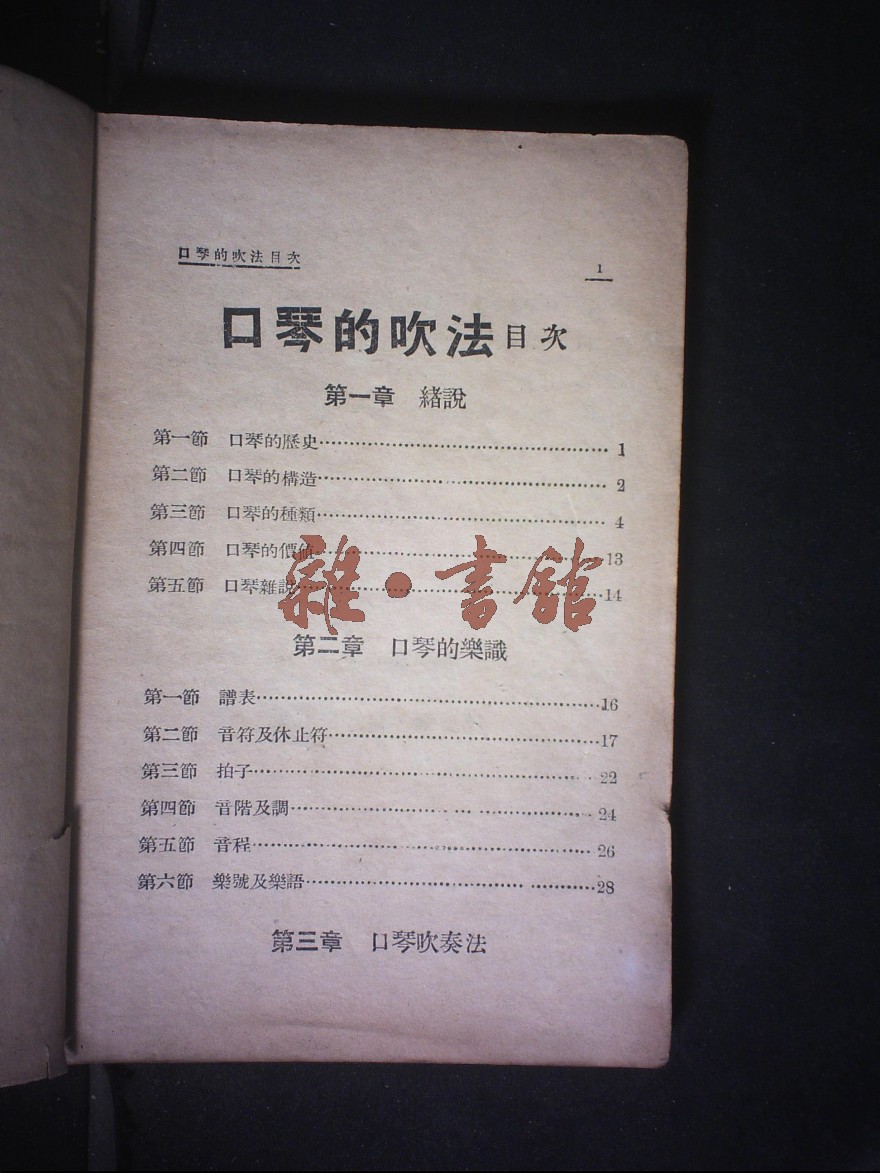 口琴的吹法目次
1
口琴的吹法目次
第一章 緒說
第一節 口琴的歷史 1
第二節 口琴的構造 2
第三節 口琴的種類 4
第四節 口琴的價值 13
第五節 口琴雜說 14
雜·書館
第二章 口琴的樂識
第一節 譜表 16
第二節 音符及休止符 17
第三節 拍子 22
第四節 音階及調 24
第五節 音程 26
第六節 樂號及樂語 28
第三章 口琴吹奏法